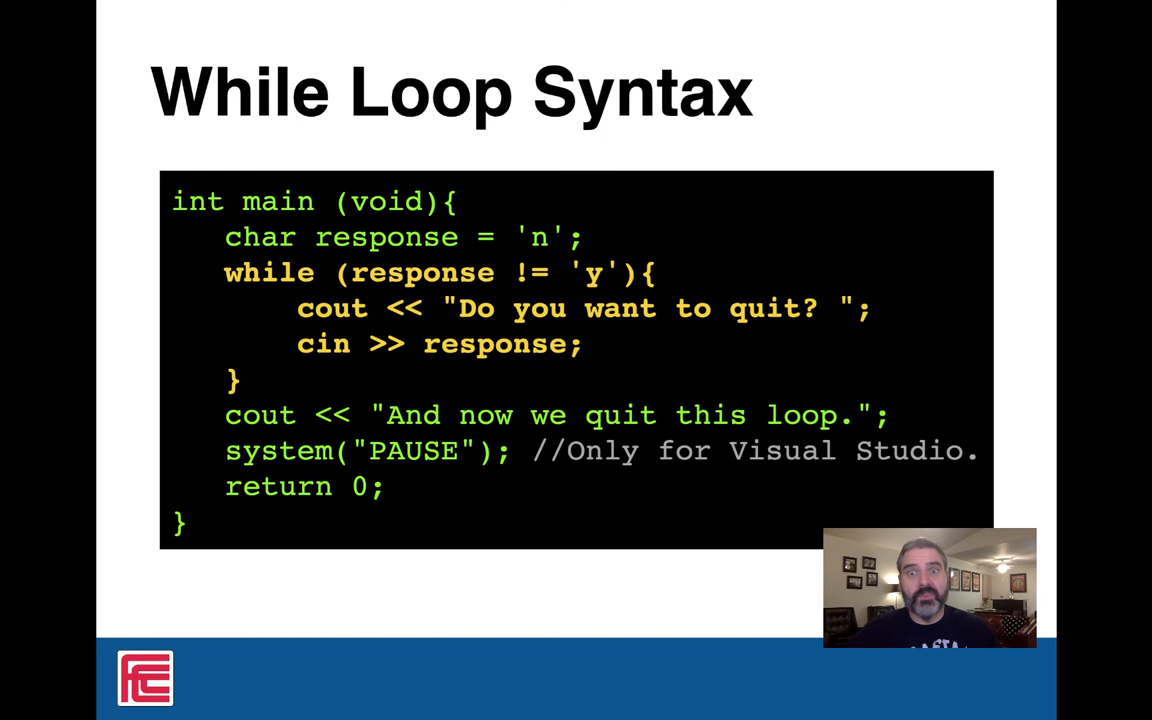 While Loop Syntax
int main (void){
char response = 'n';
while (response != 'y'){
cout << "Do you want to quit? ";
cin >> response;
}
cout << "And now we quit this loop.";
system("PAUSE"); //Only for Visual Studio.
return 0;
}
FCC